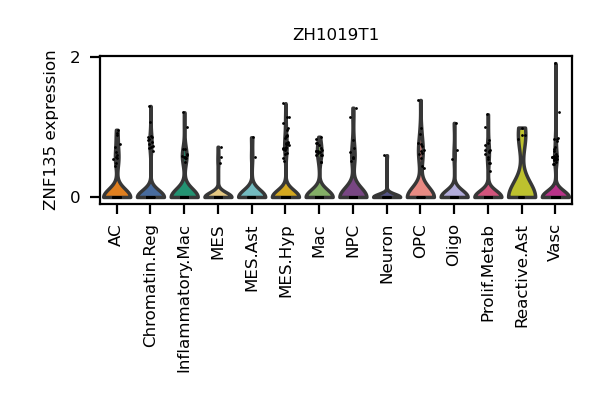 ZH1019T1
ZNF135 expression
2
0
AC
Chromatin.Reg
Inflammatory.Mac
MES
MES.Ast
MES.Hyp
Mac
NPC
Neuron
OPC
Oligo
Prolif.Metab
Reactive.Ast
Vasc